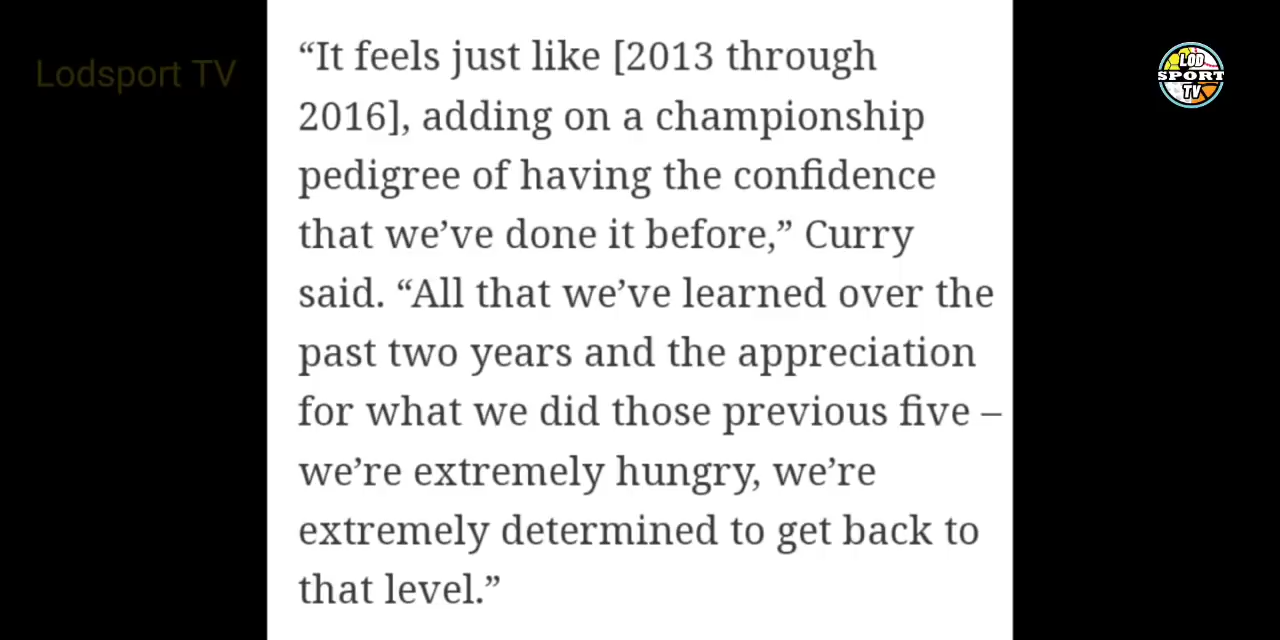 Lodsport TV
LOD
SPORT
TV
“It feels just like [2013 through
2016], adding on a championship
pedigree of having the confidence
that we’ve done it before,” Curry
said. “All that we’ve learned over the
past two years and the appreciation
for what we did those previous five –
we’re extremely hungry, we’re
extremely determined to get back to
that level.”